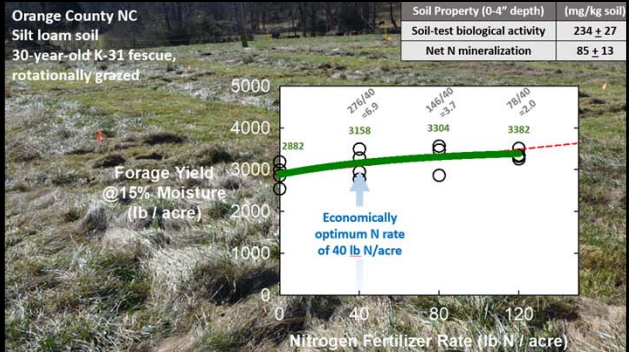 Orange County NC
Silt loam soil
30-year-old K-31 fescue,
rotationally grazed
Soil Property (0-4” depth) (mg/kg soil)
Soil-test biological activity 234 ± 27
Net N mineralization 85 ± 13
276/40
=6.9
146/40
=3.7
78/40
=2.0
2882
3158
3304
3382
5000
4000
3000
2000
1000
0
Forage Yield
@15% Moisture
(lb / acre)
Economically
optimum N rate
of 40 lb N/acre
0 40 80 120
Nitrogen Fertilizer Rate (lb N / acre)